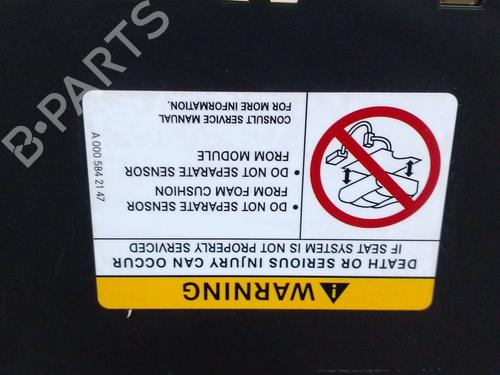 WARNING
DEATH OR SERIOUS INJURY CAN OCCUR
IF SEAT SYSTEM IS NOT PROPERLY SERVICED
• DO NOT SEPARATE SENSOR
FROM FOAM CUSHION
• DO NOT SEPARATE SENSOR
FROM MODULE
CONSULT SERVICE MANUAL
FOR MORE INFORMATION.
A 000 584 21 47
B-PARTS